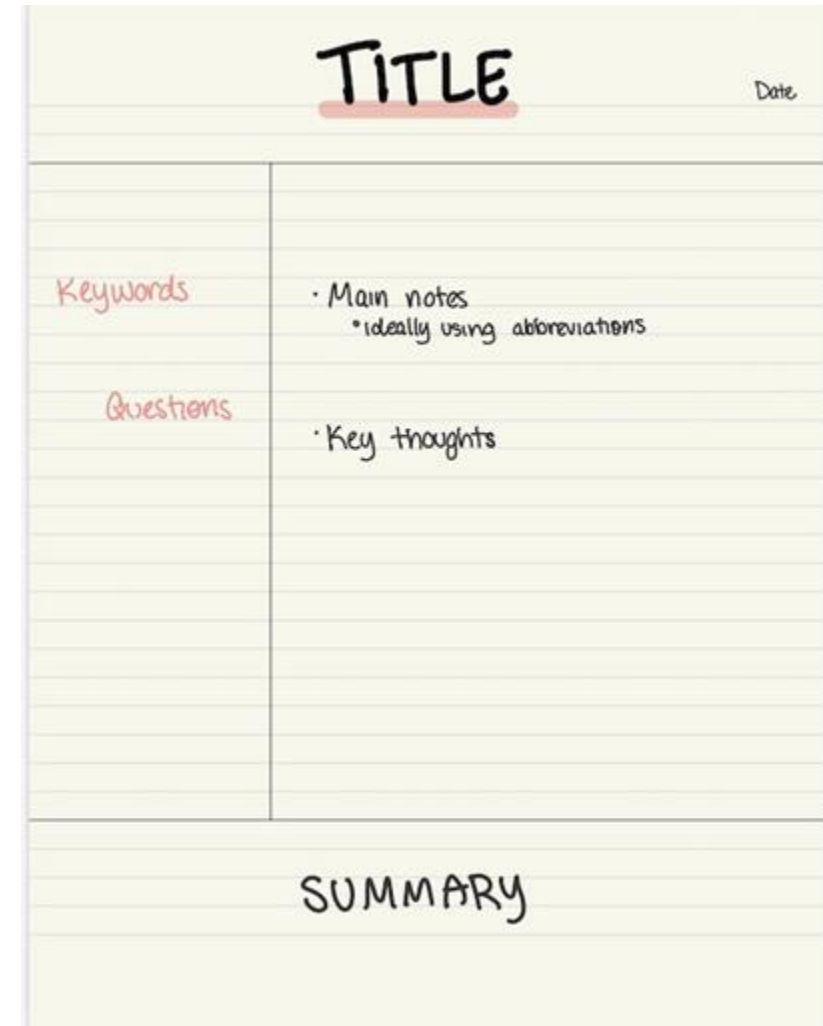 TiTLE
Date
Keywords
· Main notes
• ideally using abbreviations
Questions
· Key thoughts
SUMMARY